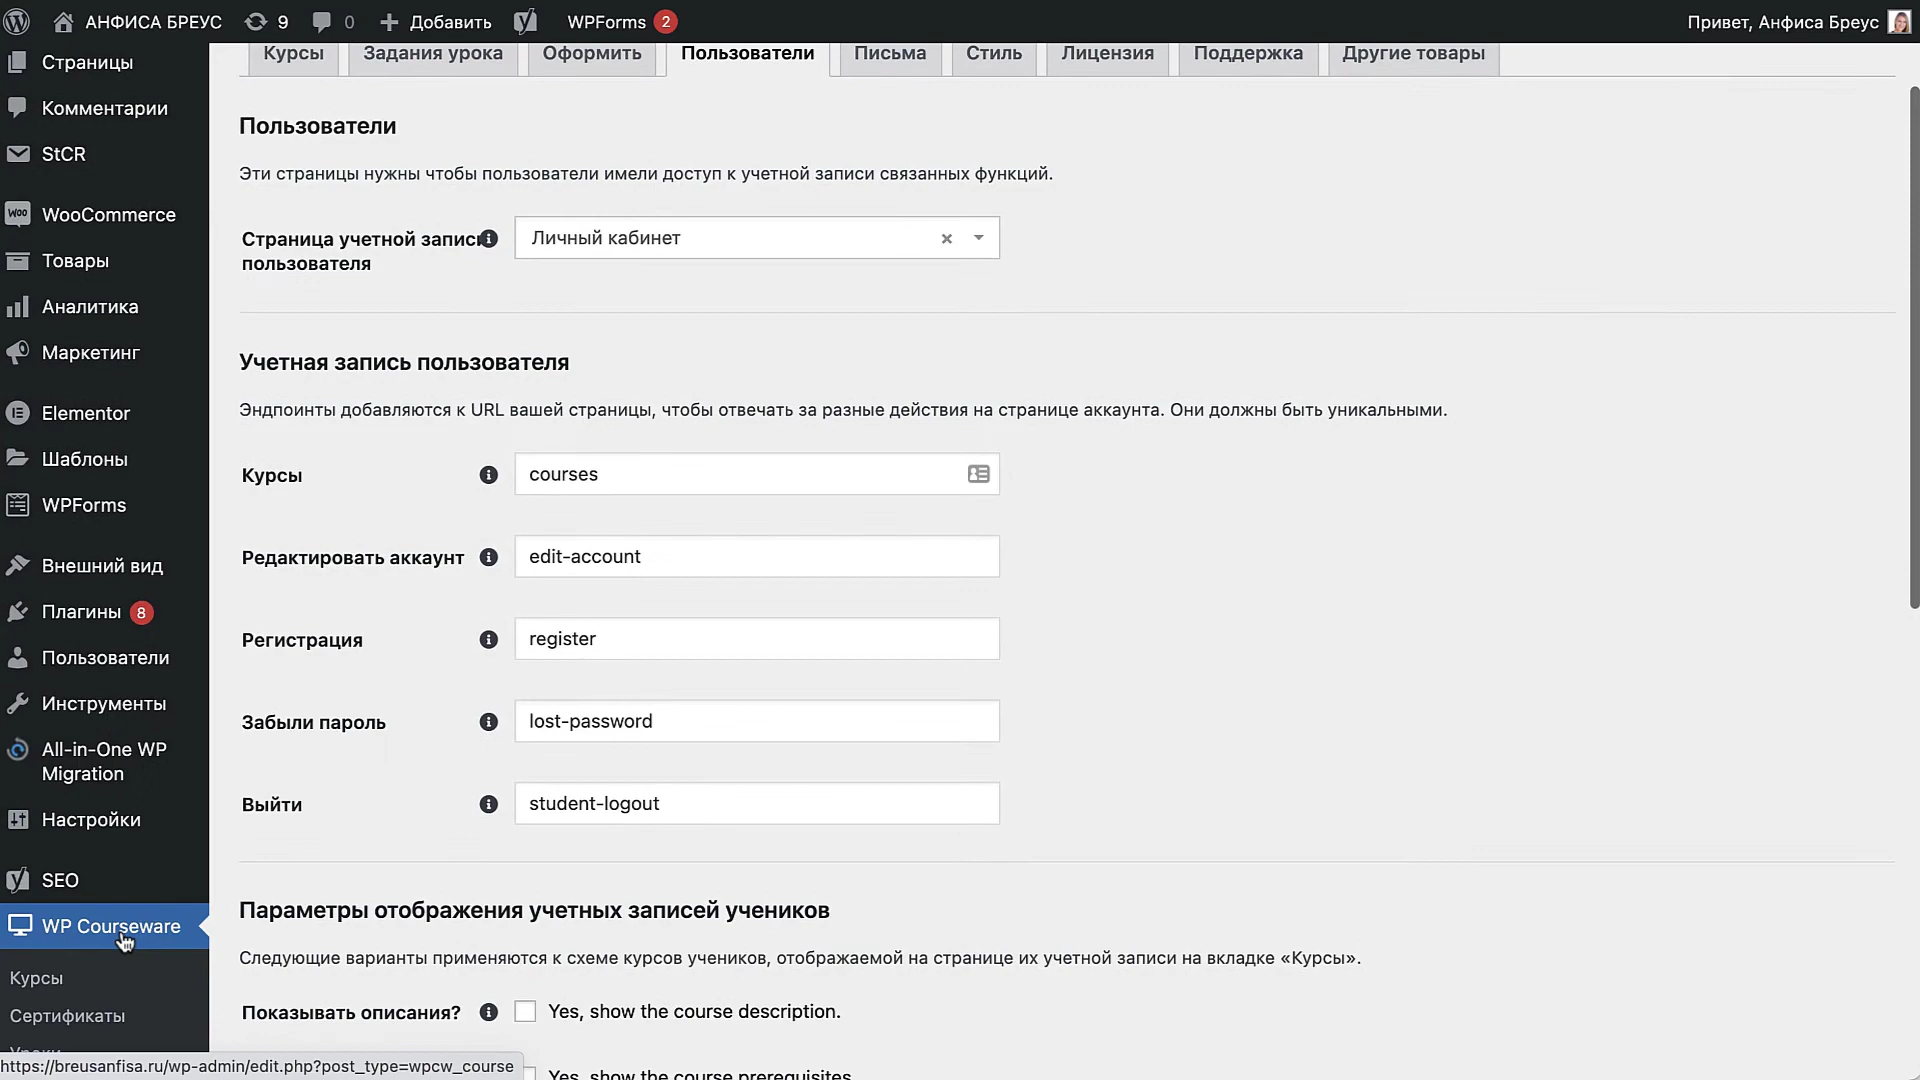 АНФИСА БРЕУС
9
0
Добавить
WPForms
2
Привет, Анфиса Бреус
Страницы
Комментарии
StCR
WooCommerce
Товары
Аналитика
Маркетинг
Elementor
Шаблоны
WPForms
Внешний вид
Плагины 8
Пользователи
Инструменты
All-in-One WP
Migration
Настройки
SEO
WP Courseware
Курсы
Сертификаты
Курсы
Задания урока
Оформить
Пользователи
Письма
Стиль
Лицензия
Поддержка
Другие товары
Пользователи
Эти страницы нужны чтобы пользователи имели доступ к учетной записи связанных функций.
Страница учетной записи
пользователя
Личный кабинет
Учетная запись пользователя
Эндпоинты добавляются к URL вашей страницы, чтобы отвечать за разные действия на странице аккаунта. Они должны быть уникальными.
Курсы
courses
Редактировать аккаунт
edit-account
Регистрация
register
Забыли пароль
lost-password
Выйти
student-logout
Параметры отображения учетных записей учеников
Следующие варианты применяются к схеме курсов учеников, отображаемой на странице их учетной записи на вкладке «Курсы».
Показывать описания?
Yes, show the course description.
Yes, show the course prerequisites
https://breusanfisa.ru/wp-admin/edit.php?post_type=wpcw_course